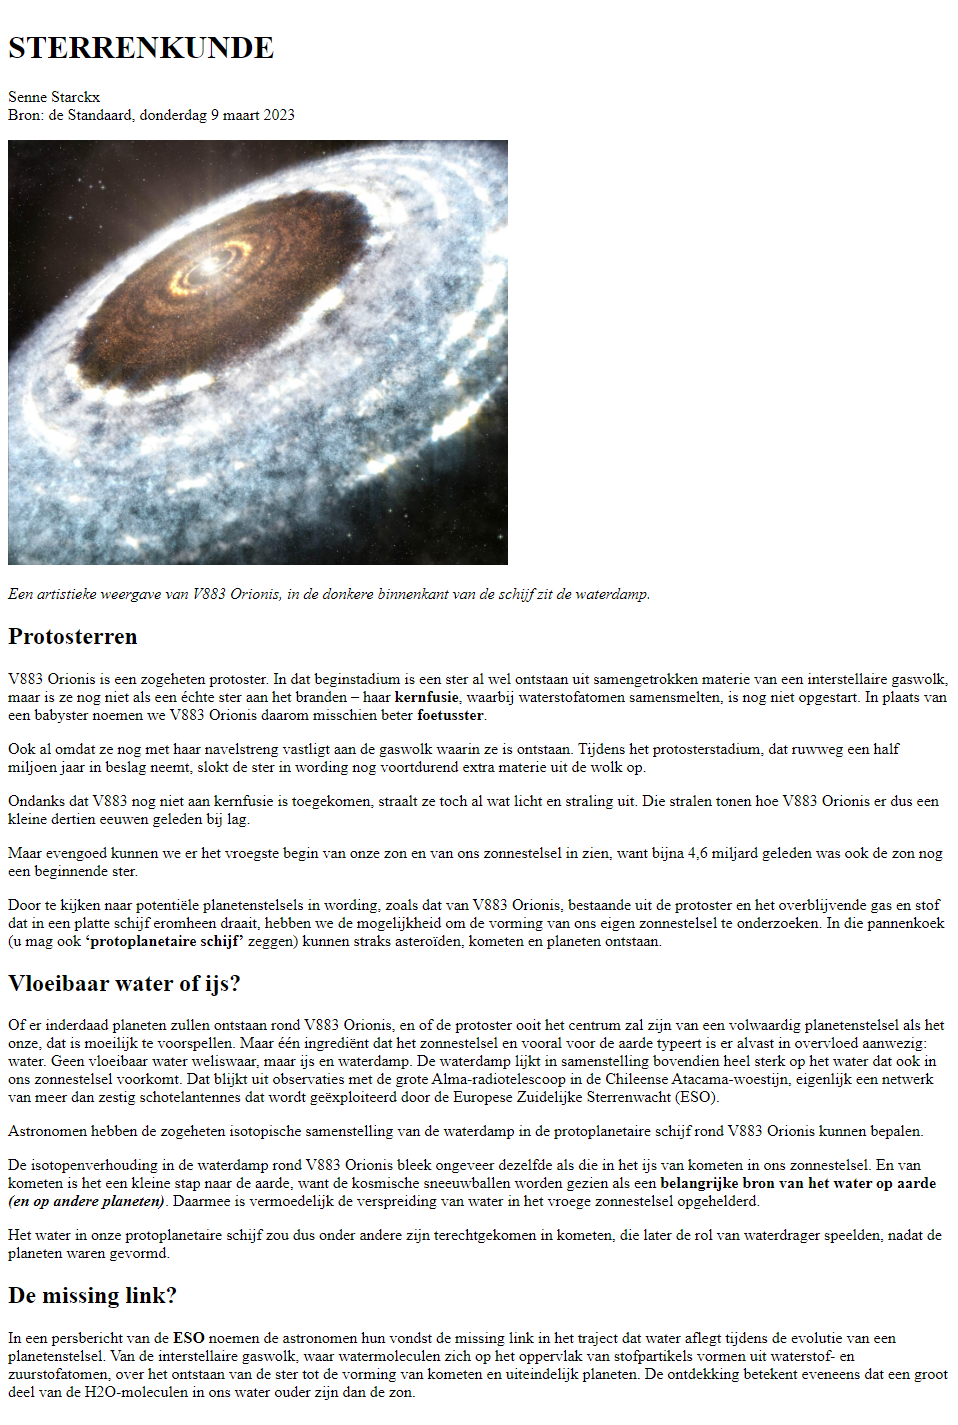 STERRENKUNDE
Senne Starckx
Bron: de Standaard, donderdag 9 maart 2023
Een artistieke weergave van V883 Orionis, in de donkere binnenkant van de schijf zit de waterdamp.
Protosterren
V883 Orionis is een zogeheten protoster. In dat beginstadium is een ster al wel ontstaan uit samengetrokken materie van een interstellaire gaswolk,
maar is ze nog niet als een échte ster aan het branden – haar kernfusie, waarbij waterstofatomen samensmelten, is nog niet opgestart. In plaats van
een babyster noemen we V883 Orionis daarom misschien beter foetusster.
Ook al omdat ze nog met haar navelstreng vastligt aan de gaswolk waarin ze is ontstaan. Tijdens het protosterstadium, dat ruwweg een half
miljoen jaar in beslag neemt, slokt de ster in wording nog voortdurend extra materie uit de wolk op.
Ondanks dat V883 nog niet aan kernfusie is toegekomen, straalt ze toch al wat licht en straling uit. Die stralen tonen hoe V883 Orionis er dus een
kleine dertien eeuwen geleden bij lag.
Maar evengoed kunnen we er het vroegste begin van onze zon en van ons zonnestelsel in zien, want bijna 4,6 miljard geleden was ook de zon nog
een beginnende ster.
Door te kijken naar potentiële planetenstelsels in wording, zoals dat van V883 Orionis, bestaande uit de protoster en het overblijvende gas en stof
dat in een platte schijf eromheen draait, hebben we de mogelijkheid om de vorming van ons eigen zonnestelsel te onderzoeken. In die pannenkoek
(u mag ook ‘protoplanetaire schijf’ zeggen) kunnen straks asteroïden, kometen en planeten ontstaan.
Vloeibaar water of ijs?
Of er inderdaad planeten zullen ontstaan rond V883 Orionis, en of de protoster ooit het centrum zal zijn van een volwaardig planetenstelsel als het
onze, dat is moeilijk te voorspellen. Maar één ingrediënt dat het zonnestelsel en vooral voor de aarde typeert is er alvast in overvloed aanwezig:
water. Geen vloeibaar water weliswaar, maar ijs en waterdamp. De waterdamp lijkt in samenstelling bovendien heel sterk op het water dat ook in
ons zonnestelsel voorkomt. Dat blijkt uit observaties met de grote Alma-radiotelescoop in de Chileense Atacama-woestijn, eigenlijk een netwerk
van meer dan zestig schotelantennes dat wordt geëxploiteerd door de Europese Zuidelijke Sterrenwacht (ESO).
Astronomen hebben de zogeheten isotopische samenstelling van de waterdamp in de protoplanetaire schijf rond V883 Orionis kunnen bepalen.
De isotopenverhouding in de waterdamp rond V883 Orionis bleek ongeveer dezelfde als die in het ijs van kometen in ons zonnestelsel. En van
kometen is het een kleine stap naar de aarde, want de kosmische sneeuwballen worden gezien als een belangrijke bron van het water op aarde
(en op andere planeten). Daarmee is vermoedelijk de verspreiding van water in het vroege zonnestelsel opgehelderd.
Het water in onze protoplanetaire schijf zou dus onder andere zijn terechtgekomen in kometen, die later de rol van waterdrager speelden, nadat de
planeten waren gevormd.
De missing link?
In een persbericht van de ESO noemen de astronomen hun vondst de missing link in het traject dat water aflegt tijdens de evolutie van een
planetenstelsel. Van de interstellaire gaswolk, waar watermoleculen zich op het oppervlak van stofpartikels vormen uit waterstof- en
zuurstofatomen, over het ontstaan van de ster tot de vorming van kometen en uiteindelijk planeten. De ontdekking betekent eveneens dat een groot
deel van de H2O-moleculen in ons water ouder zijn dan de zon.